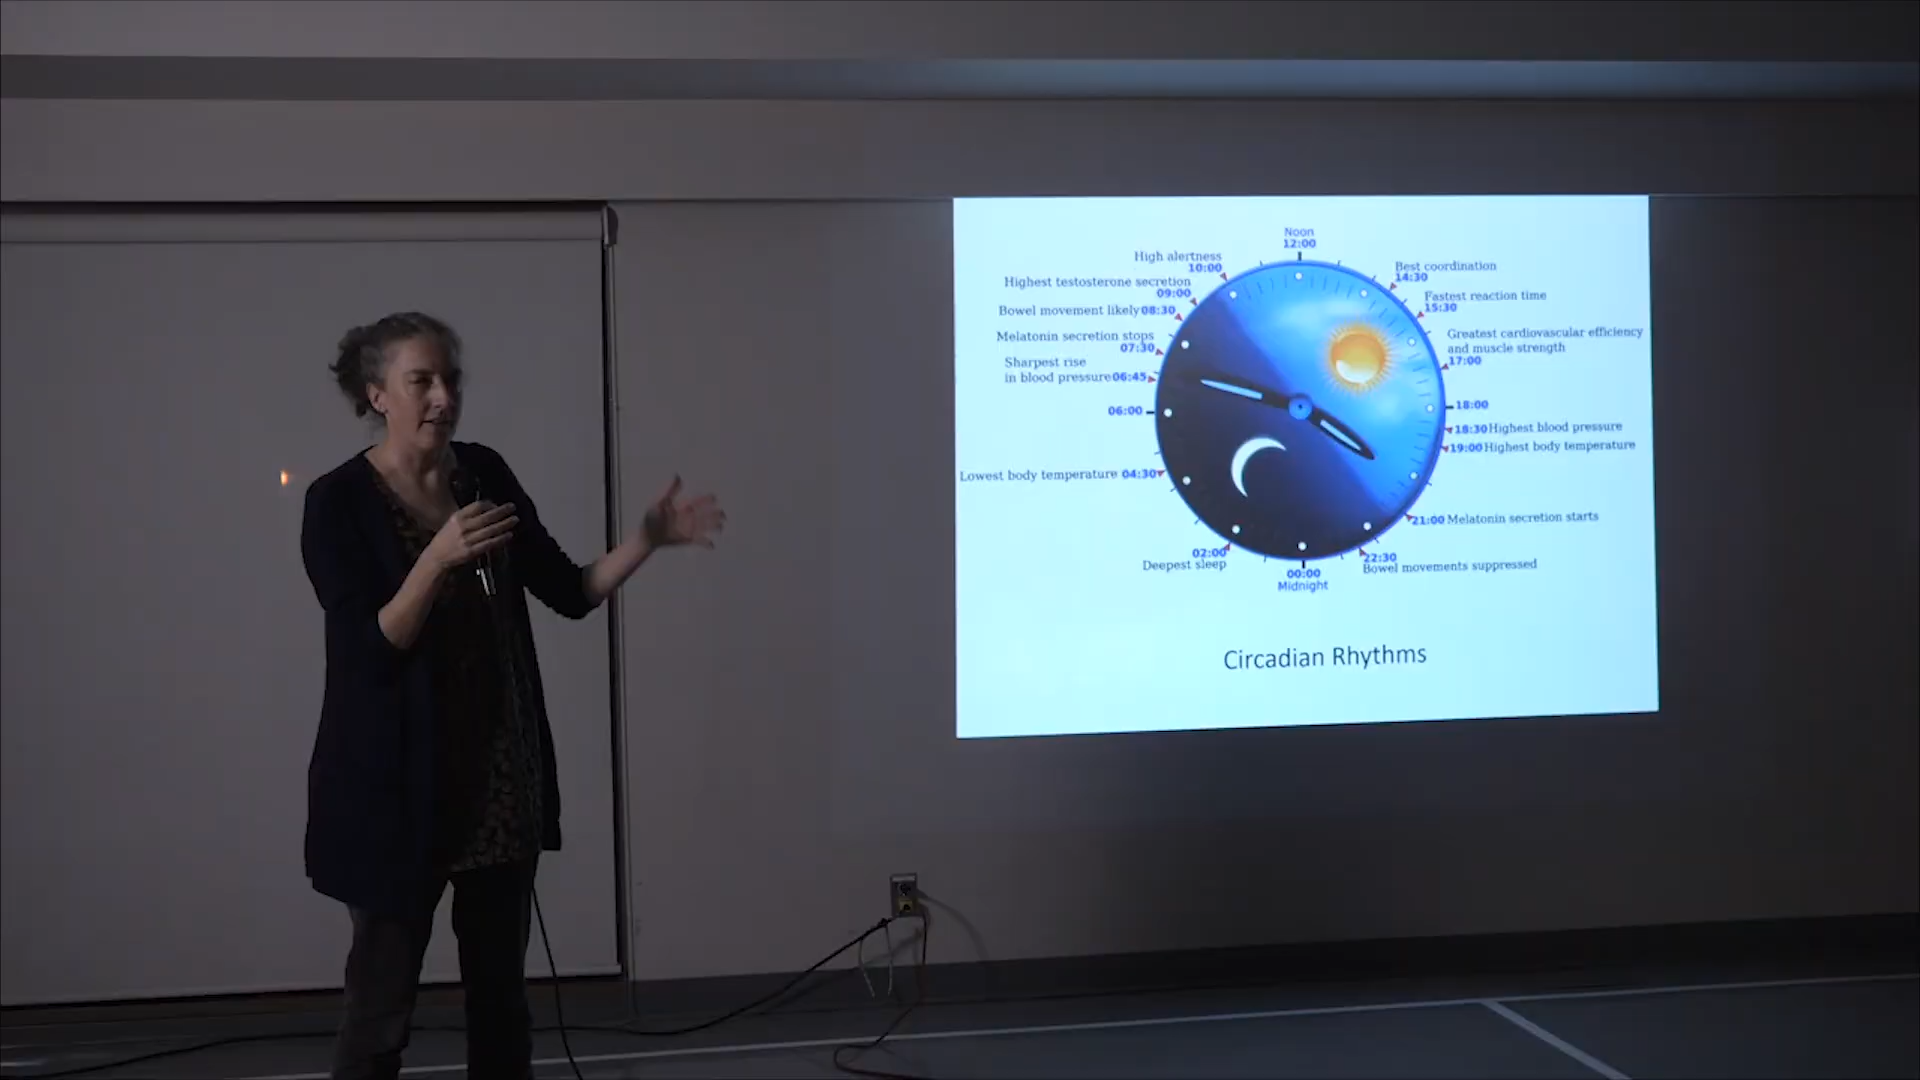 Noon
12:00
High alertness
10:00
Highest testosterone secretion
09:00
Bowel movement likely 08:30
Melatonin secretion stops
07:30
Sharpest rise
in blood pressure 06:45
06:00
Lowest body temperature 04:30
02:00
Deepest sleep
00:00
Midnight
Best coordination
14:30
Fastest reaction time
15:30
Greatest cardiovascular efficiency
and muscle strength
17:00
18:00
18:30 Highest blood pressure
19:00 Highest body temperature
21:00 Melatonin secretion starts
22:30
Bowel movements suppressed
Circadian Rhythms